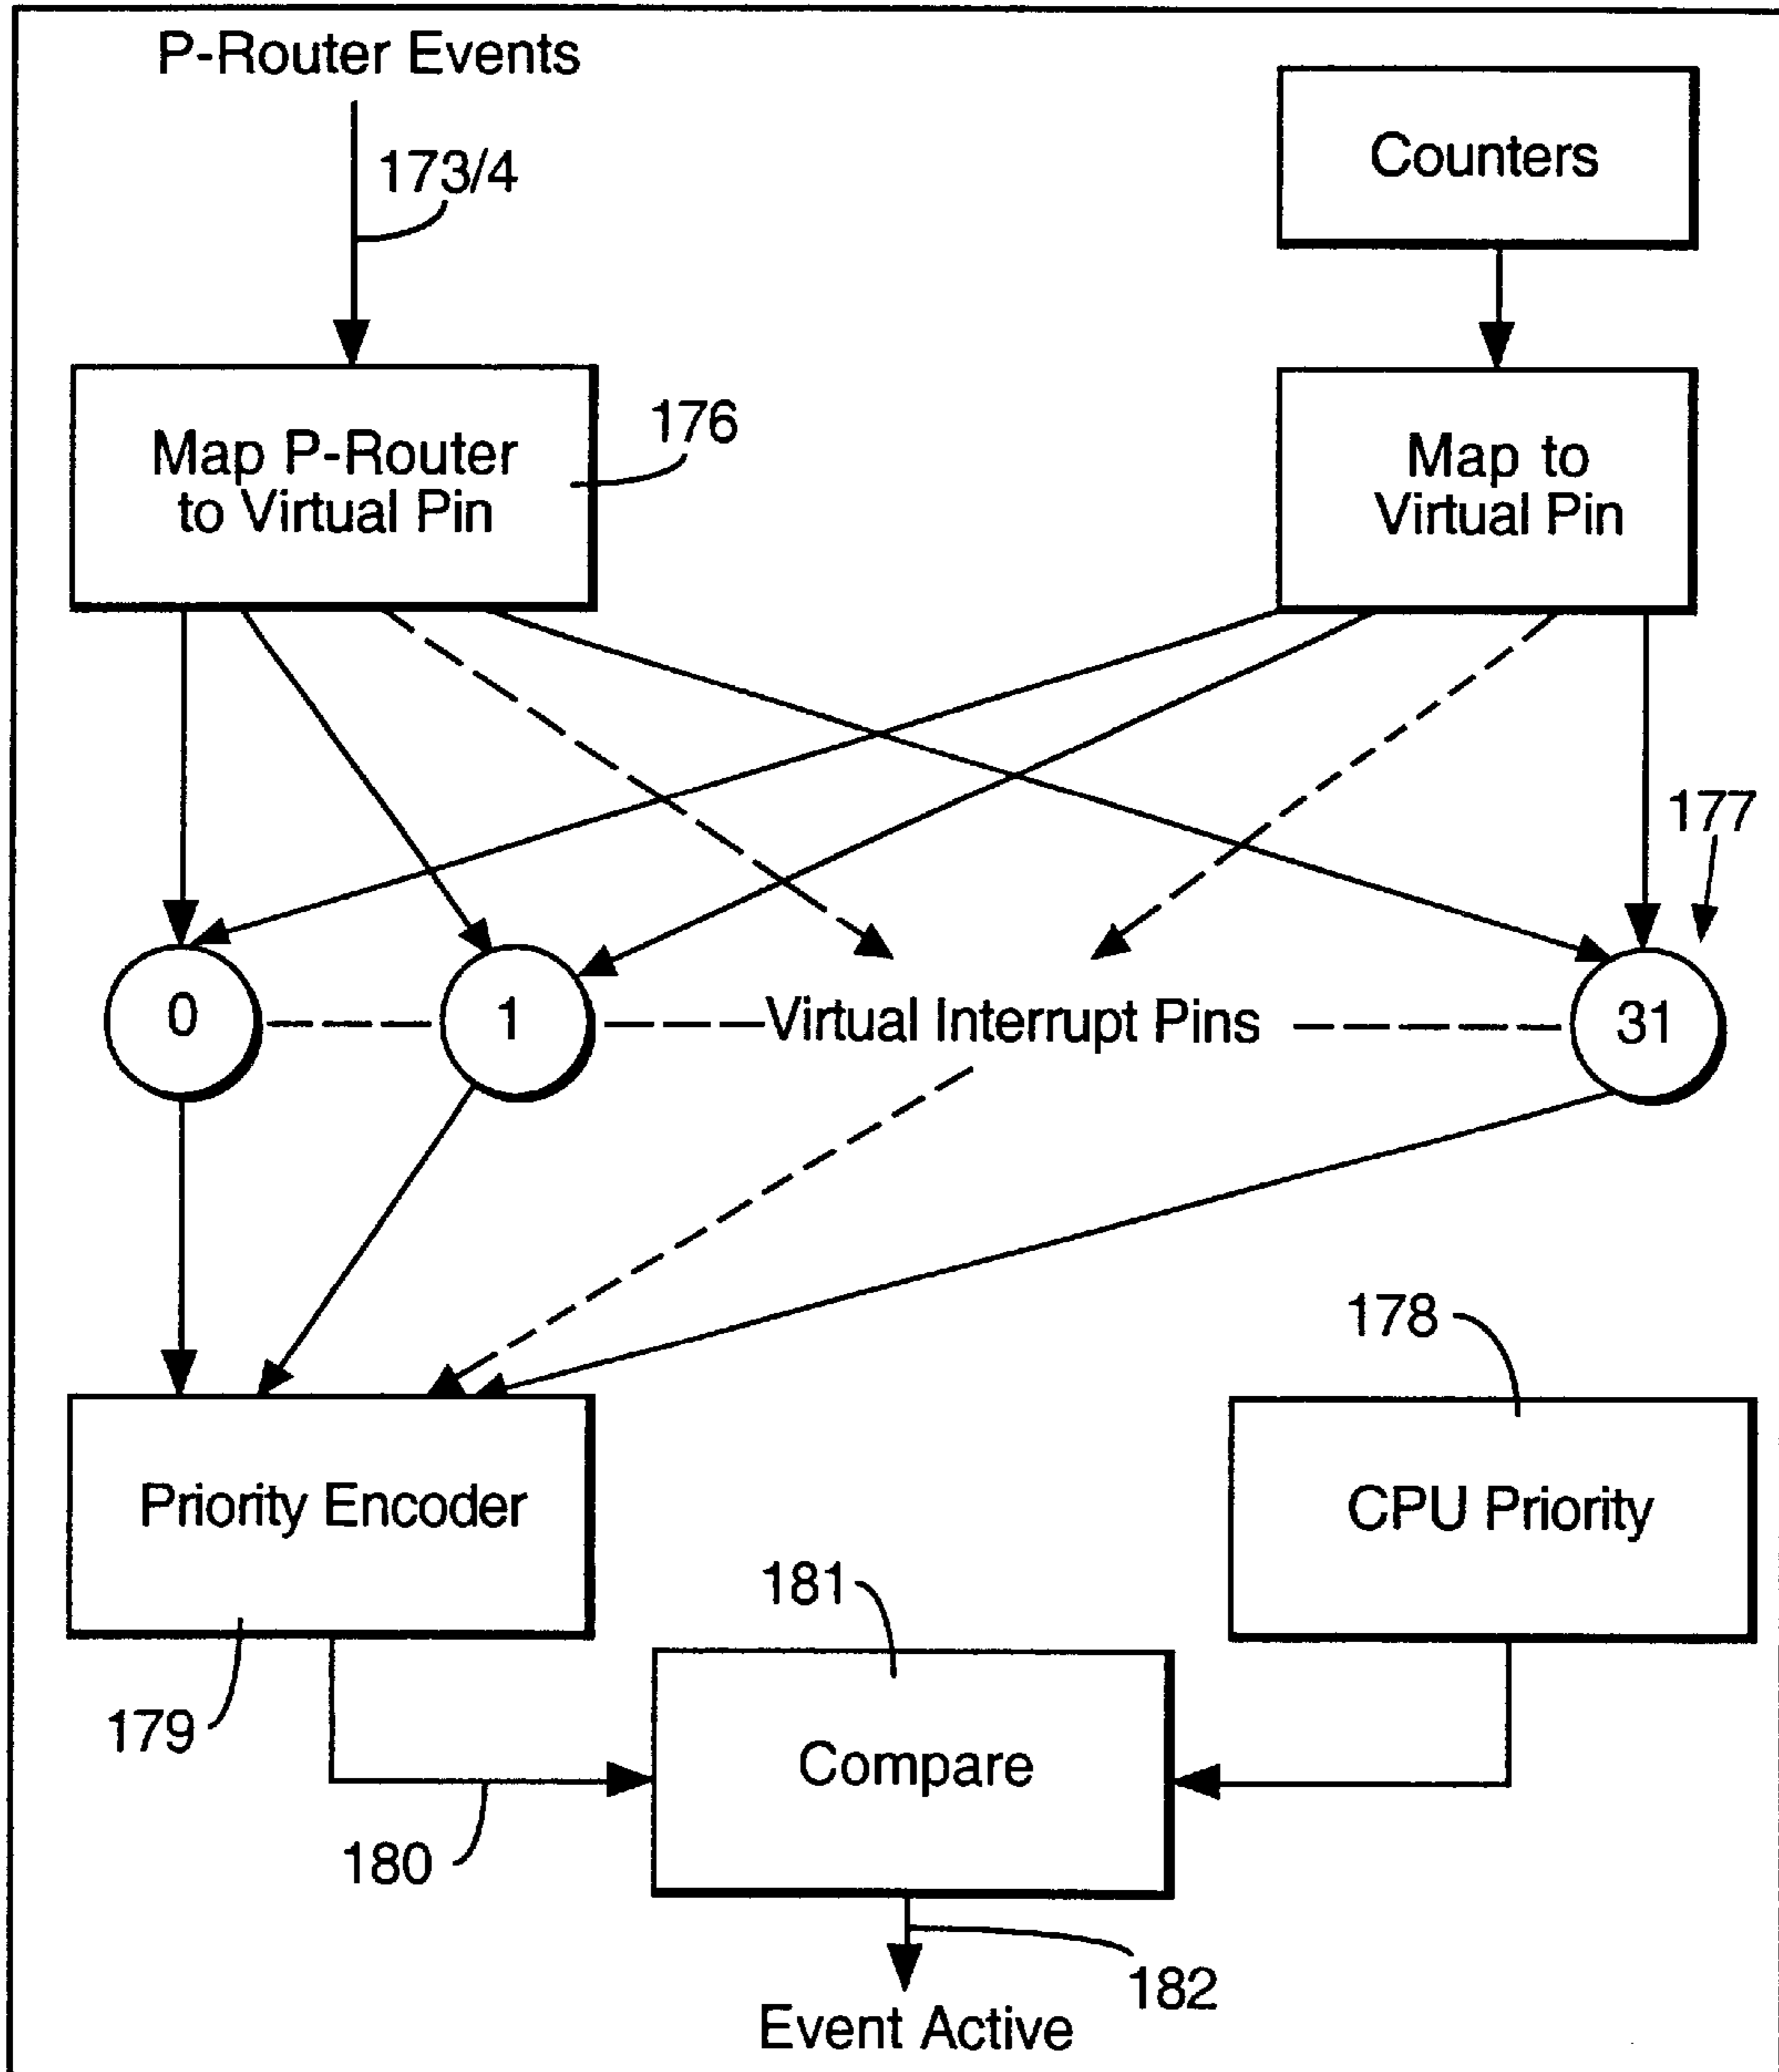 P-Router Events
173/4
Counters
Map P-Router
to Virtual Pin
176
Map to
Virtual Pin
177
0
1
Virtual Interrupt Pins
31
178
Priority Encoder
CPU Priority
181
179
Compare
180
182
Event Active